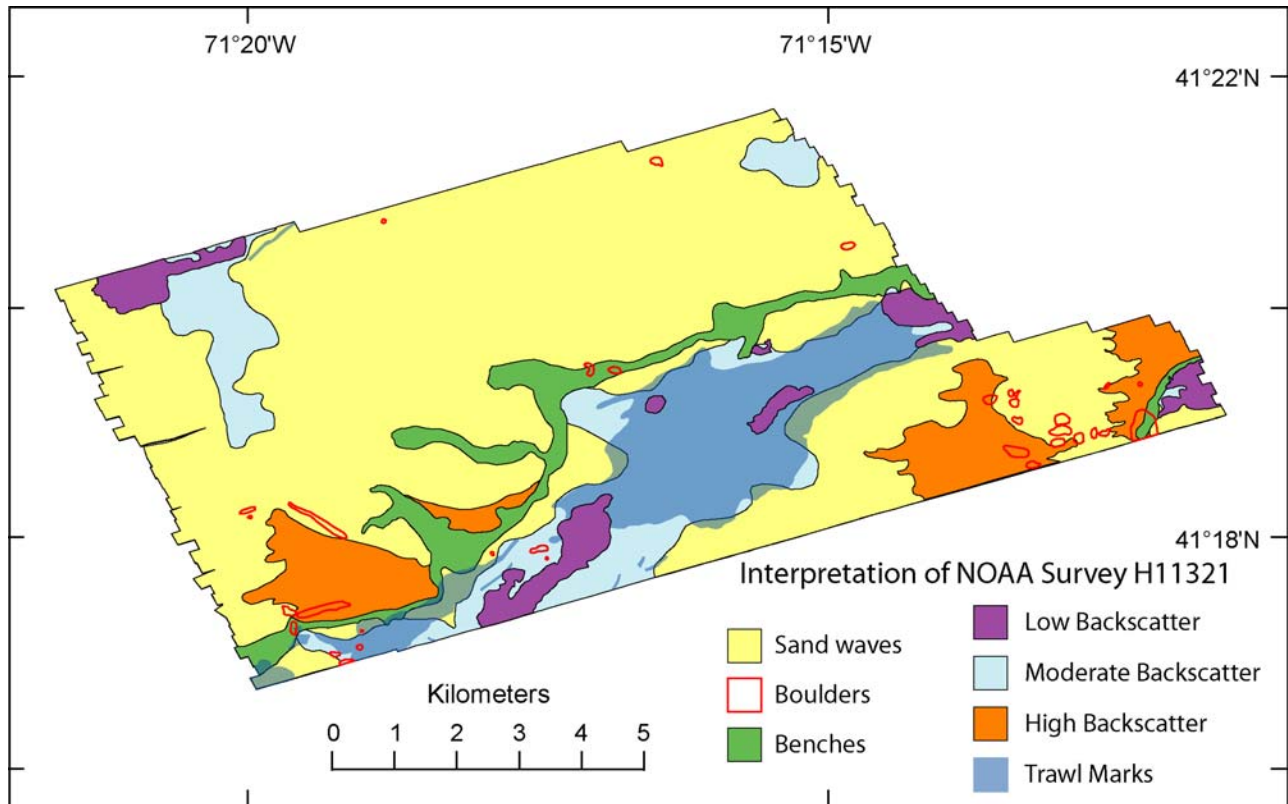 71°20'W
71°15'W
41°22'N
41°18'N
Interpretation of NOAA Survey H11321
Sand waves
Boulders
Benches
Low Backscatter
Moderate Backscatter
High Backscatter
Trawl Marks
Kilometers
0 1 2 3 4 5